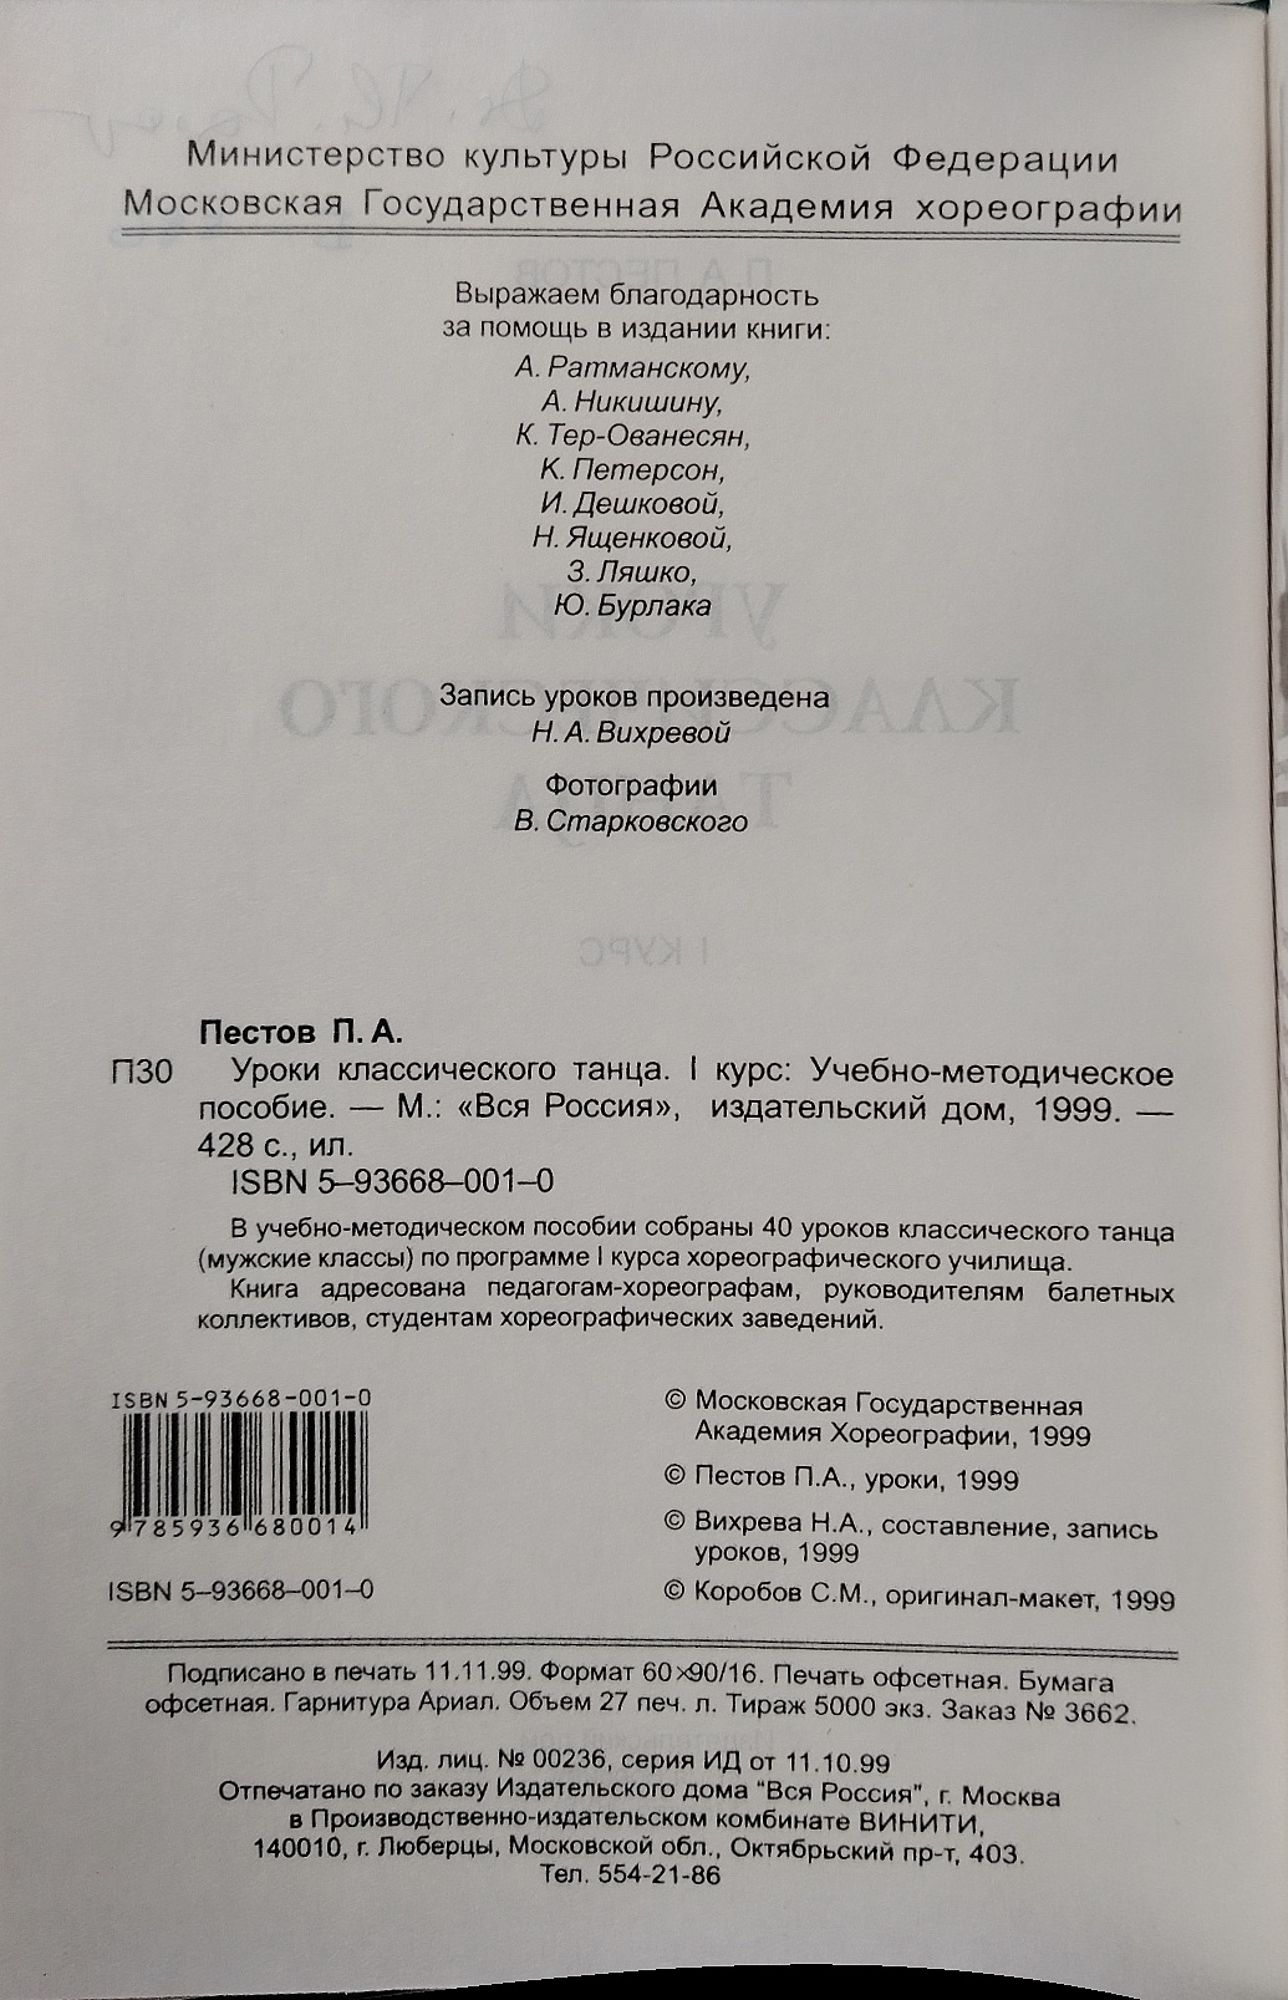 Министерство культуры Российской Федерации
Московская Государственная Академия хореографии
Выражаем благодарность
за помощь в издании книги:
А. Ратманскому,
А. Никишину,
К. Тер-Ованесян,
К. Петерсон,
И. Дешковой,
Н. Ященковой,
З. Ляшко,
Ю. Бурлака
Запись уроков произведена
Н. А. Вихревой
Фотографии
В. Старковского
Пестов П. А.
П30 Уроки классического танца. I курс: Учебно-методическое
пособие. — М.: «Вся Россия», издательский дом, 1999. —
428 с., ил.
ISBN 5–93668–001–0
В учебно-методическом пособии собраны 40 уроков классического танца
(мужские классы) по программе I курса хореографического училища.
Книга адресована педагогам-хореографам, руководителям балетных
коллективов, студентам хореографических заведений.
ISBN 5-93668-001-0
9 785936 680014
ISBN 5–93668–001–0
© Московская Государственная
Академия Хореографии, 1999
© Пестов П.А., уроки, 1999
© Вихрева Н.А., составление, запись
уроков, 1999
© Коробов С.М., оригинал-макет, 1999
Подписано в печать 11.11.99. Формат 60×90/16. Печать офсетная. Бумага
офсетная. Гарнитура Ариал. Объем 27 печ. л. Тираж 5000 экз. Заказ № 3662.
Изд. лиц. № 00236, серия ИД от 11.10.99
Отпечатано по заказу Издательского дома "Вся Россия", г. Москва
в Производственно-издательском комбинате ВИНИТИ,
140010, г. Люберцы, Московской обл., Октябрьский пр-т, 403.
Тел. 554-21-86